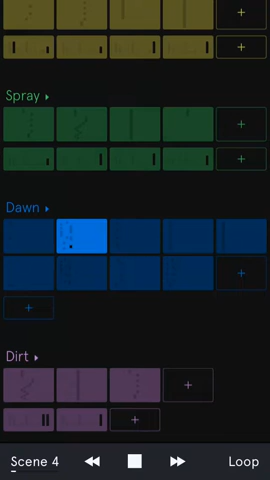 +
+
Spray
+
+
Dawn
+
+
Dirt
+
+
Scene 4 Loop